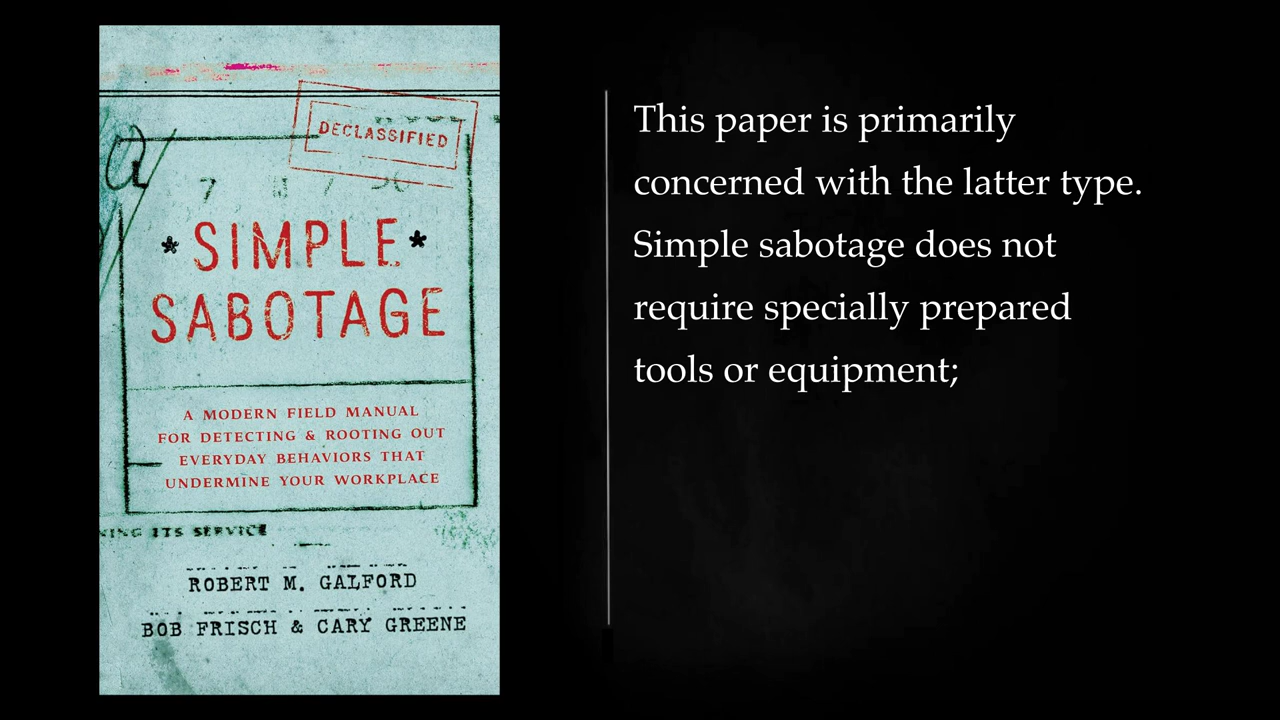 DECLASSIFIED
*SIMPLE*
SABOTAGE
A MODERN FIELD MANUAL
FOR DETECTING & ROOTING OUT
EVERYDAY BEHAVIORS THAT
UNDERMINE YOUR WORKPLACE
ITS SERVICE
ROBERT M. GALFORD
BOB FRISCH & CARY GREENE
This paper is primarily
concerned with the latter type.
Simple sabotage does not
require specially prepared
tools or equipment;